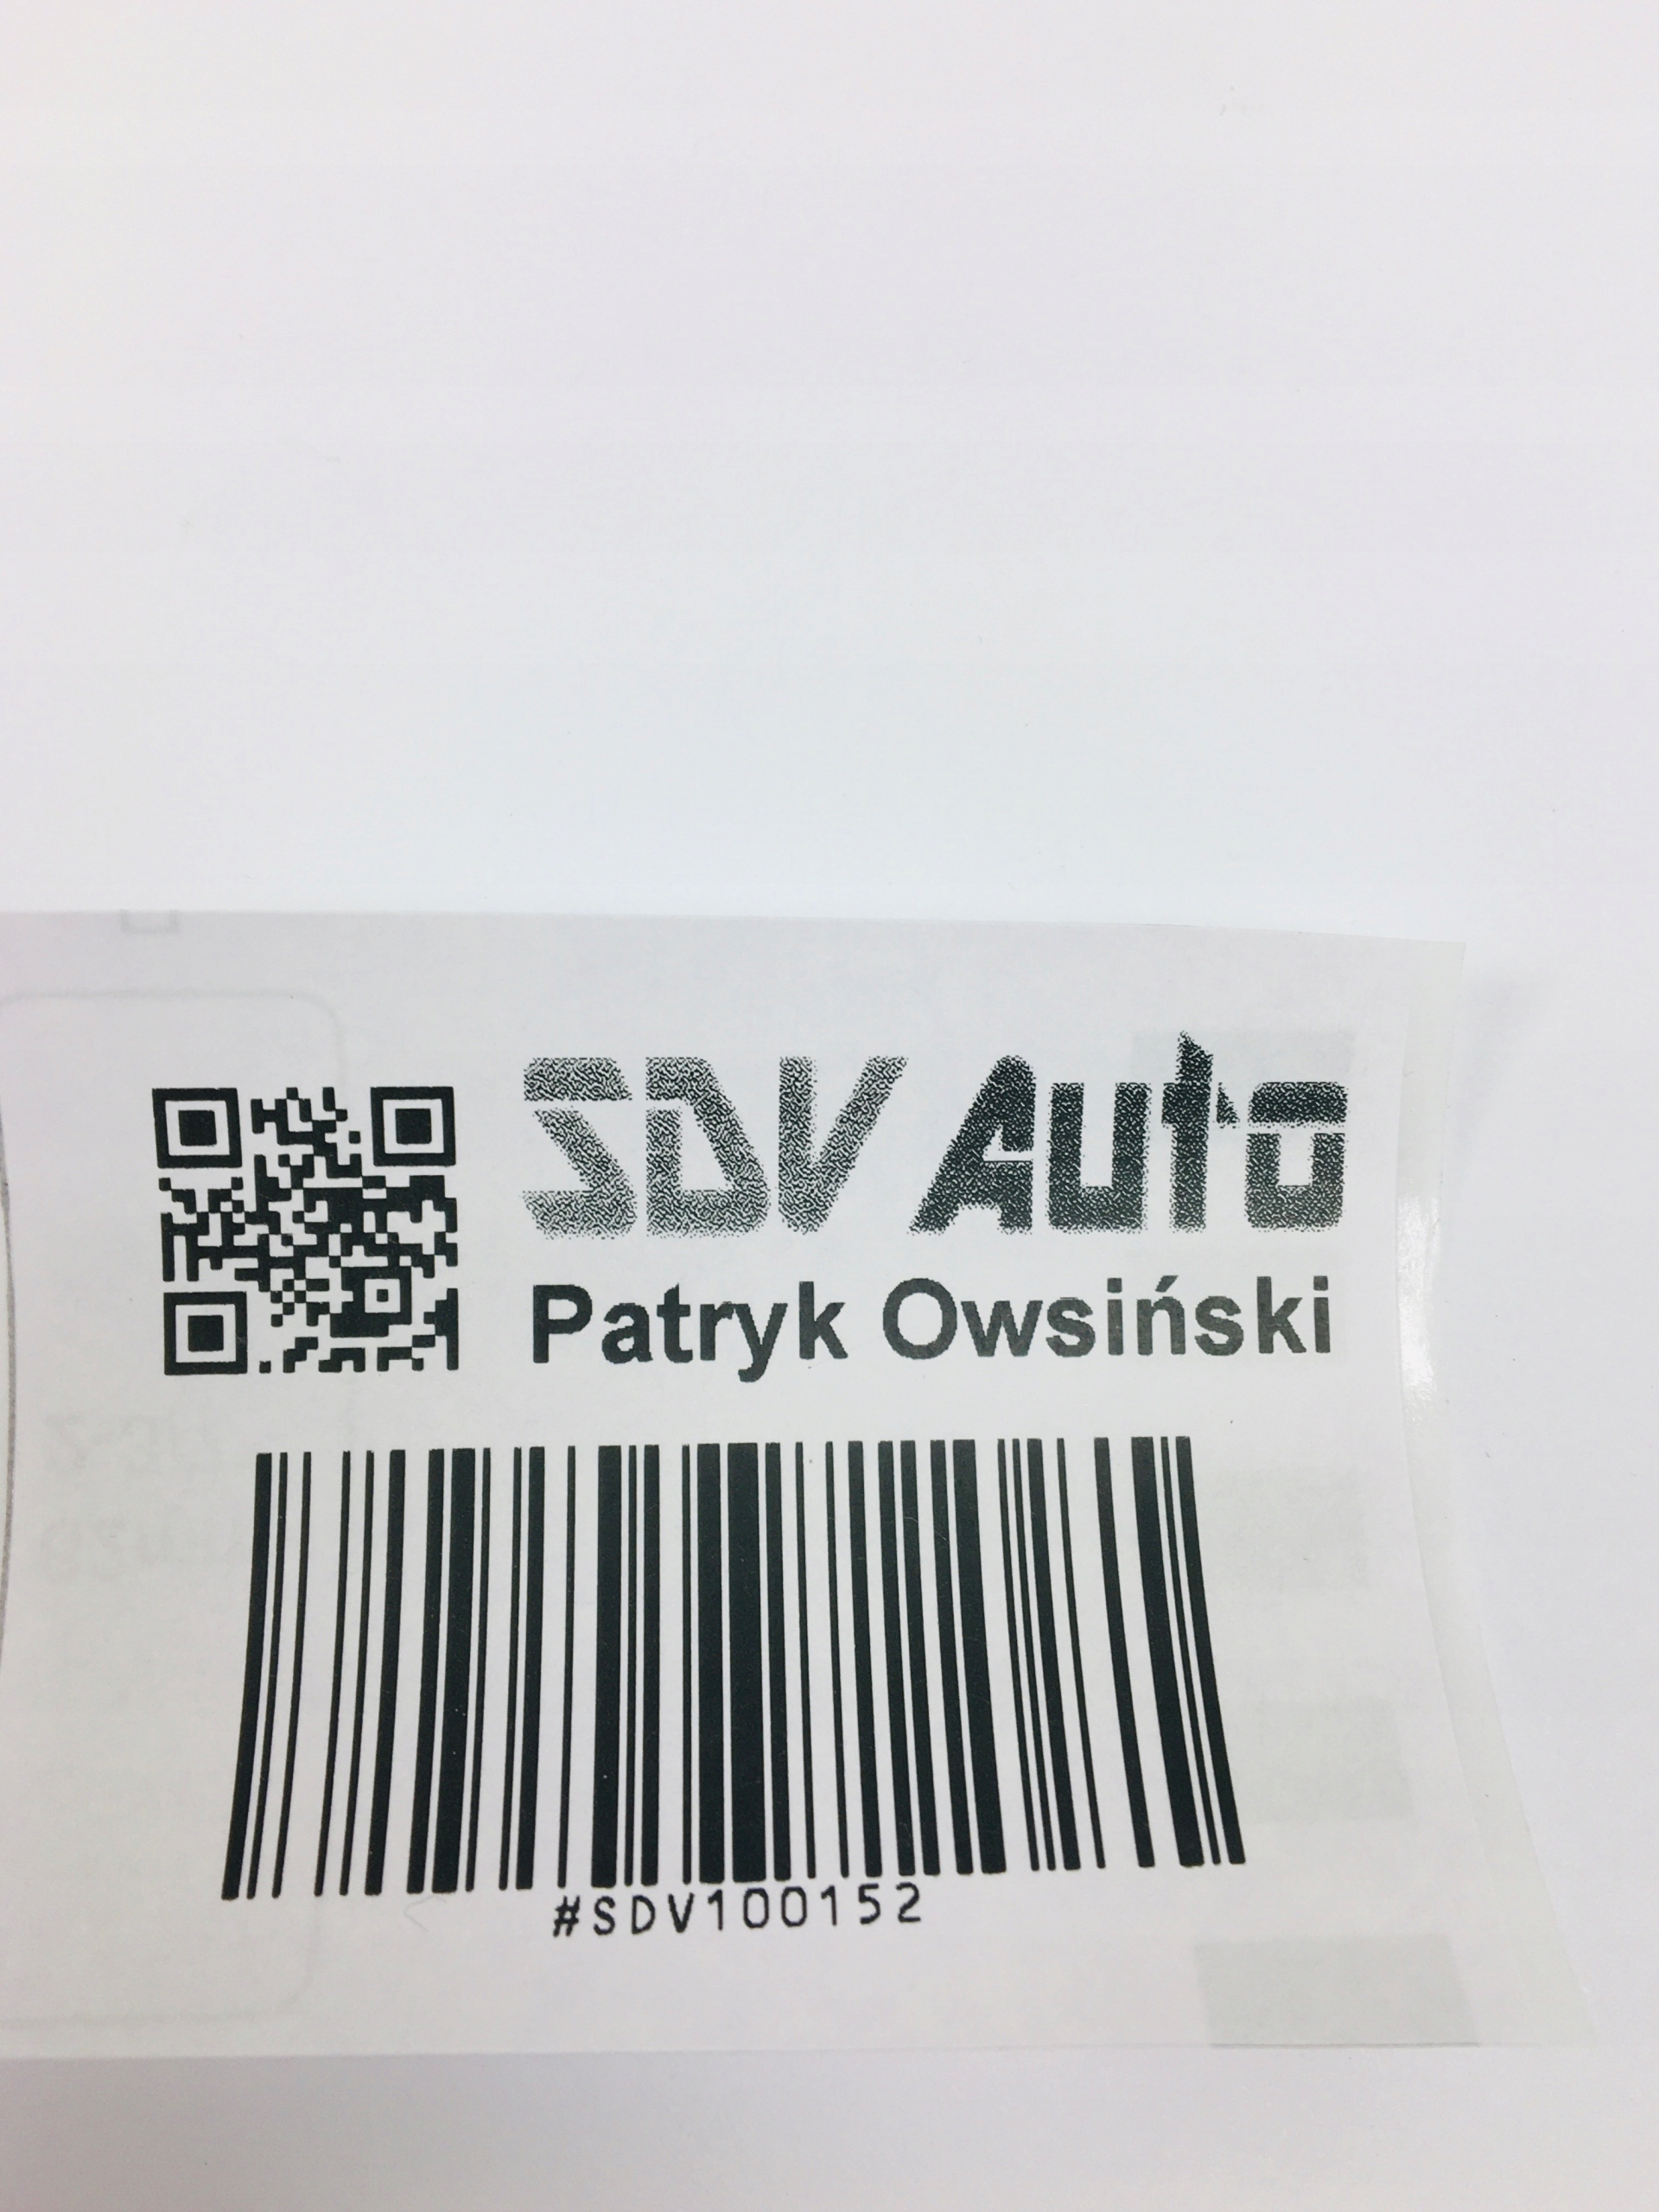 SDV Auto
Patryk Owsiński
#SDV100152